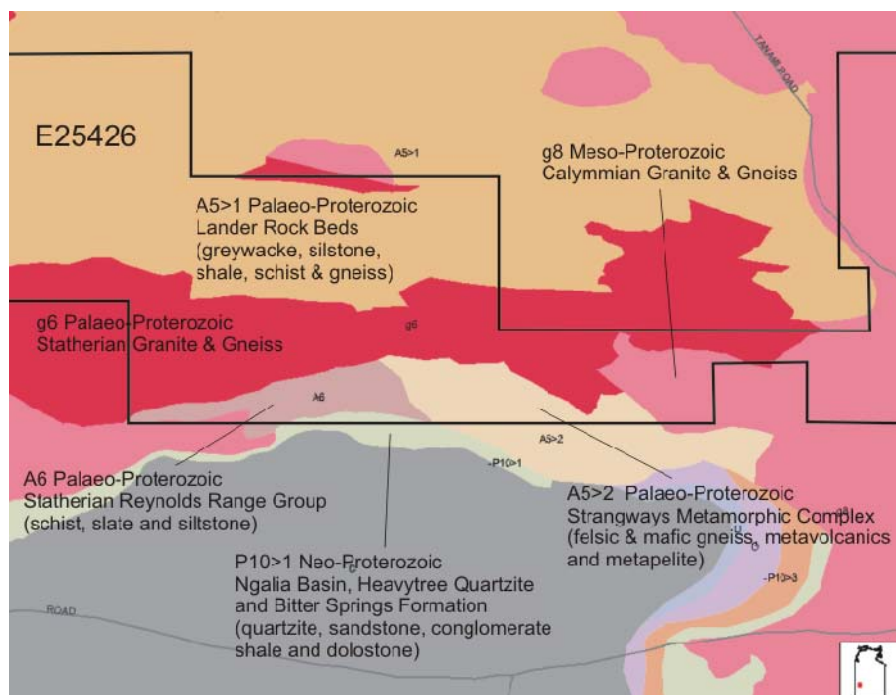 TANAMI ROAD
E25426
A5>1
g8 Meso-Proterozoic
Calymmian Granite & Gneiss
A5>1 Palaeo-Proterozoic
Lander Rock Beds
(greywacke, silstone,
shale, schist & gneiss)
g6 Palaeo-Proterozoic
Statherian Granite & Gneiss
g6
A6
A5>2
-P10>1
A6 Palaeo-Proterozoic
Statherian Reynolds Range Group
(schist, slate and siltstone)
A5>2 Palaeo-Proterozoic
Strangways Metamorphic Complex
(felsic & mafic gneiss, metavolcanics
and metapelite)
g8
P10>1 Neo-Proterozoic
Ngalia Basin, Heavytree Quartzite
and Bitter Springs Formation
(quartzite, sandstone, conglomerate
shale and dolostone)
-P10>3
ROAD